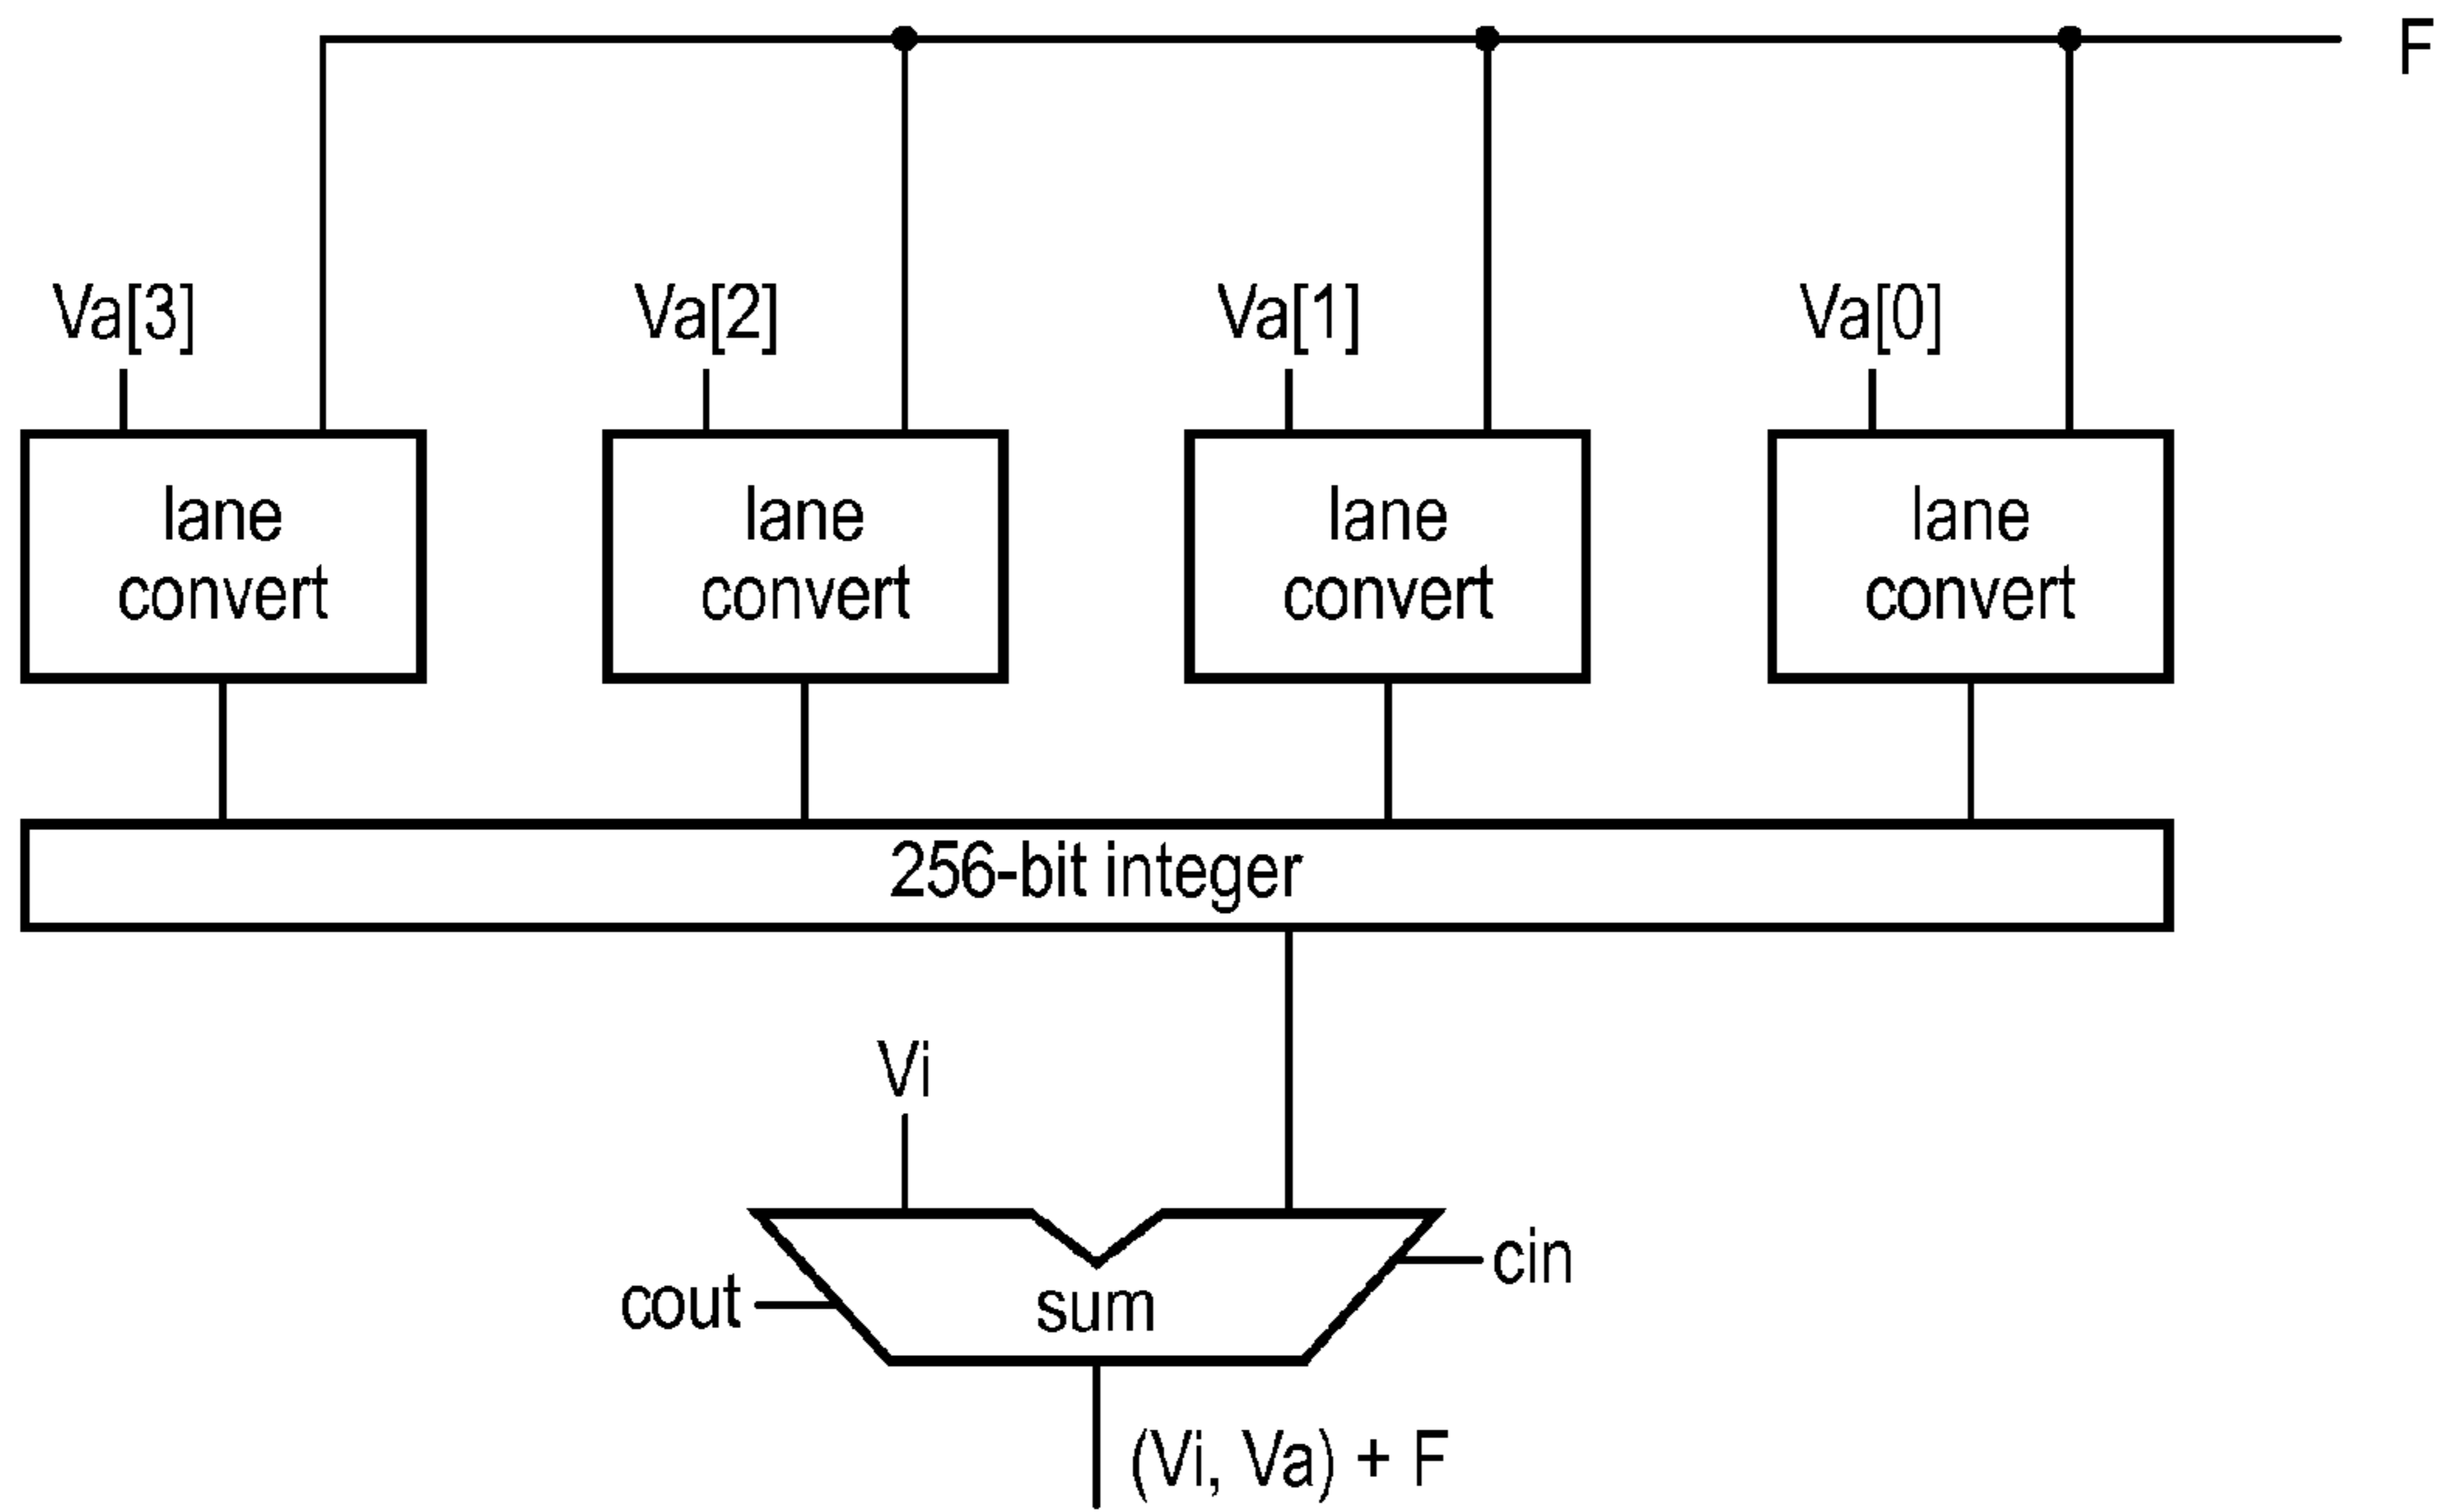 F
Va[3]
Va[2]
Va[1]
Va[0]
lane
convert
lane
convert
lane
convert
lane
convert
256-bit integer
Vi
cin
cout
sum
(Vi, Va) + F